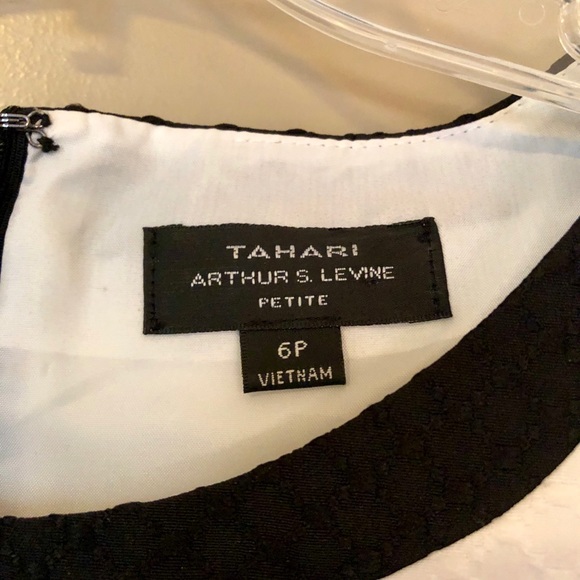 TAHARI
ARTHUR S. LEVINE
PETITE
6P
VIETNAM